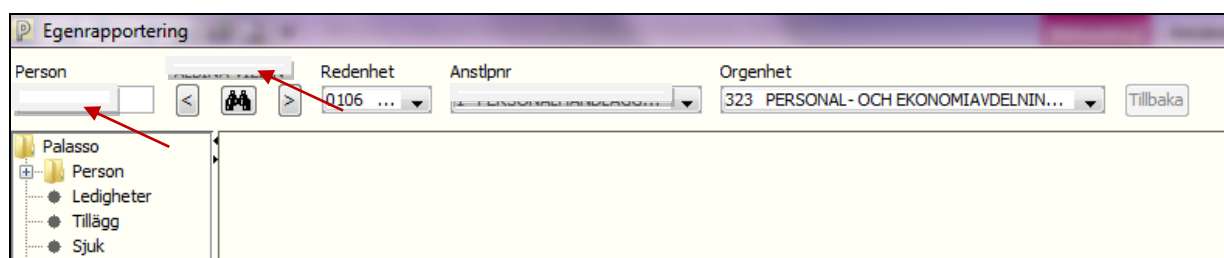 Egenrapportering
Person Redenhet Anstlpnr Orgenhet
< > 0106 ... 323 PERSONAL- OCH EKONOMIAVDELNIN... Tillbaka
Palasso
Person
Ledigheter
Tillägg
Sjuk